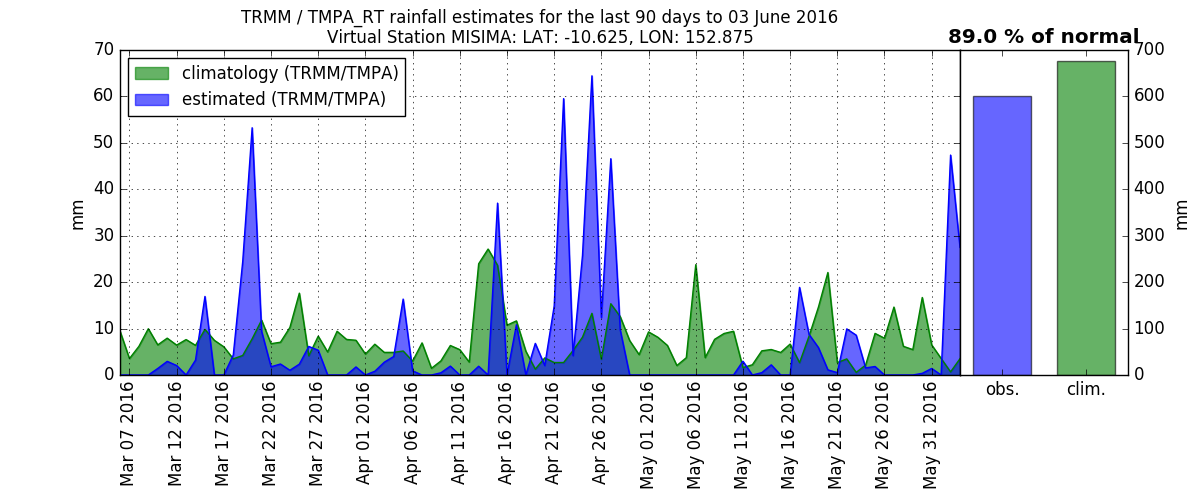 TRMM / TMPA_RT rainfall estimates for the last 90 days to 03 June 2016
Virtual Station MISIMA: LAT: -10.625, LON: 152.875
89.0 % of normal
climatology (TRMM/TMPA)
estimated (TRMM/TMPA)
70
60
50
40
30
20
10
0
mm
Mar 07 2016
Mar 12 2016
Mar 17 2016
Mar 22 2016
Mar 27 2016
Apr 01 2016
Apr 06 2016
Apr 11 2016
Apr 16 2016
Apr 21 2016
Apr 26 2016
May 01 2016
May 06 2016
May 11 2016
May 16 2016
May 21 2016
May 26 2016
May 31 2016
obs.
clim.
700
600
500
400
300
200
100
0
mm